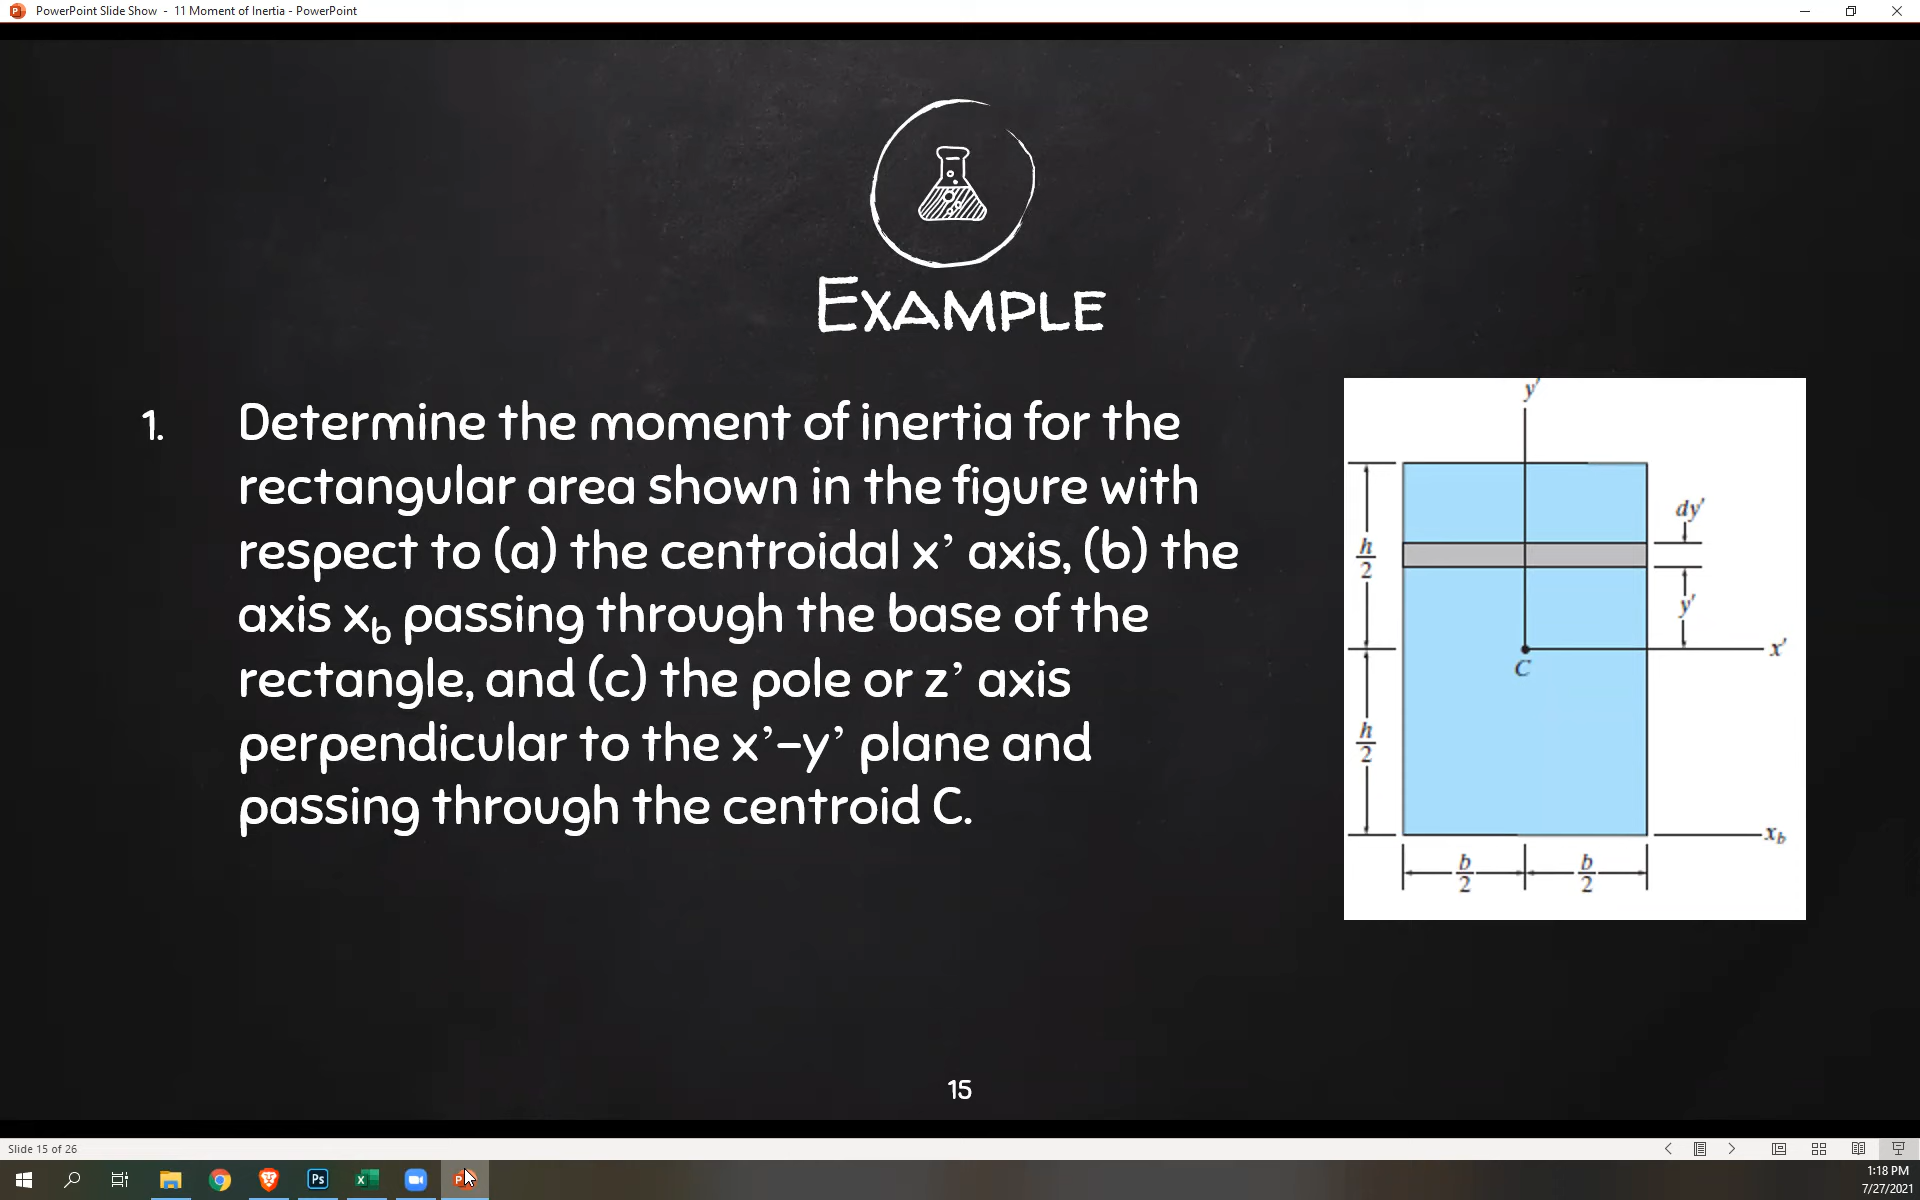 PowerPoint Slide Show - 11 Moment of Inertia - PowerPoint
EXAMPLE
1. Determine the moment of inertia for the
rectangular area shown in the figure with
respect to (a) the centroidal x’ axis, (b) the
axis xb passing through the base of the
rectangle, and (c) the pole or z’ axis
perpendicular to the x’-y’ plane and
passing through the centroid C.
y'
dy'
h/2
y'
x'
C
h/2
xb
b/2 b/2
15
Slide 15 of 26
Ps
1:18 PM
7/27/2021